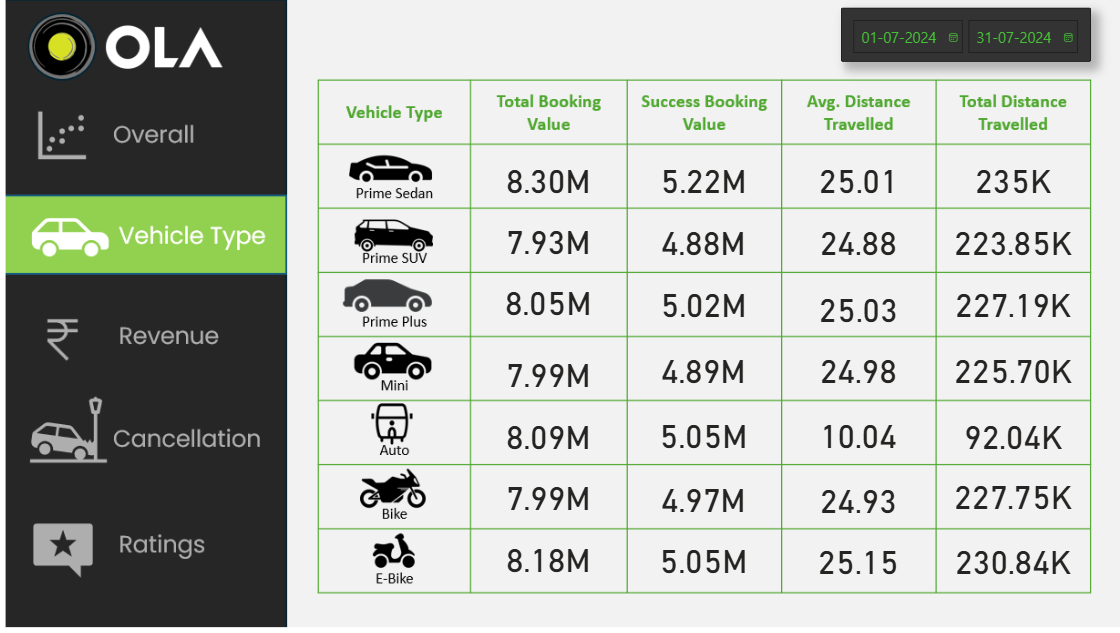 OLA
01-07-2024 31-07-2024
Overall
Vehicle Type
₹ Revenue
Cancellation
Ratings
Vehicle Type Total Booking Value Success Booking Value Avg. Distance Travelled Total Distance Travelled
Prime Sedan 8.30M 5.22M 25.01 235K
Prime SUV 7.93M 4.88M 24.88 223.85K
Prime Plus 8.05M 5.02M 25.03 227.19K
Mini 7.99M 4.89M 24.98 225.70K
Auto 8.09M 5.05M 10.04 92.04K
Bike 7.99M 4.97M 24.93 227.75K
E-Bike 8.18M 5.05M 25.15 230.84K